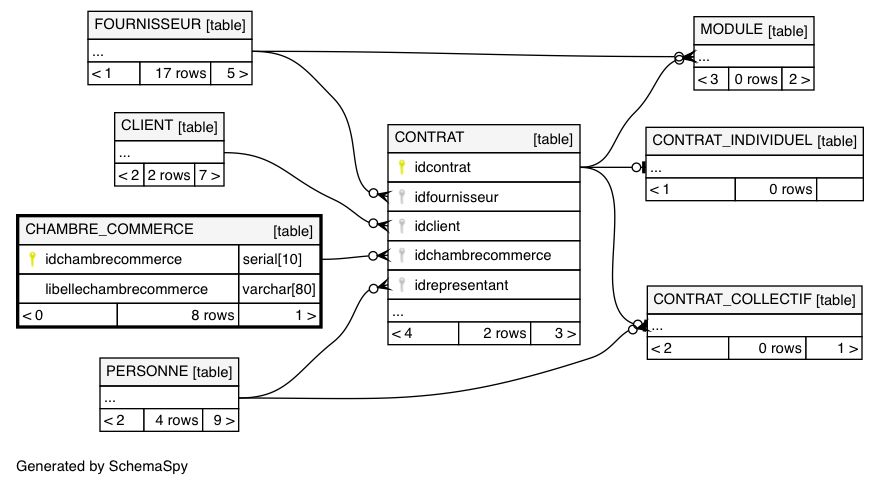 FOURNISSEUR [table]
...
< 1 17 rows 5 >
MODULE [table]
...
< 3 0 rows 2 >
CLIENT [table]
...
< 2 2 rows 7 >
CONTRAT [table]
idcontrat
idfournisseur
idclient
idchambrecommerce
idrepresentant
...
< 4 2 rows 3 >
CONTRAT_INDIVIDUEL [table]
...
< 1 0 rows
CHAMBRE_COMMERCE [table]
idchambrecommerce serial[10]
libellechambrecommerce varchar[80]
< 0 8 rows 1 >
CONTRAT_COLLECTIF [table]
...
< 2 0 rows 1 >
PERSONNE [table]
...
< 2 4 rows 9 >
Generated by SchemaSpy